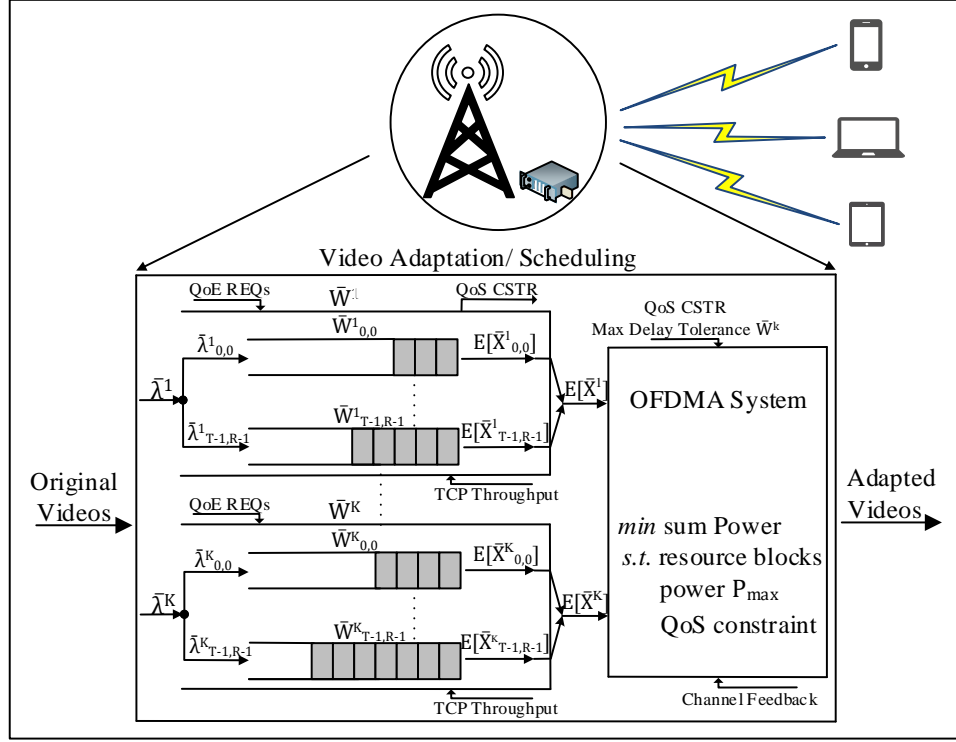 Video Adaptation/ Scheduling
QoE REQs
W̄¹
QoS CSTR
W̄¹0,0
λ̄¹0,0
E[X̄¹0,0]
λ̄¹
E[X̄¹]
W̄¹T-1,R-1
λ̄¹T-1,R-1
E[X̄¹T-1,R-1]
TCP Throughput
Original
Videos
QoE REQs
W̄ᴷ
W̄ᴷ0,0
λ̄ᴷ0,0
E[X̄ᴷ0,0]
λ̄ᴷ
E[X̄ᴷ]
W̄ᴷT-1,R-1
λ̄ᴷT-1,R-1
E[X̄ᴷT-1,R-1]
TCP Throughput
QoS CSTR
Max Delay Tolerance W̄ᵏ
OFDMA System
min sum Power
s.t. resource blocks
power Pmax
QoS constraint
Channel Feedback
Adapted
Videos